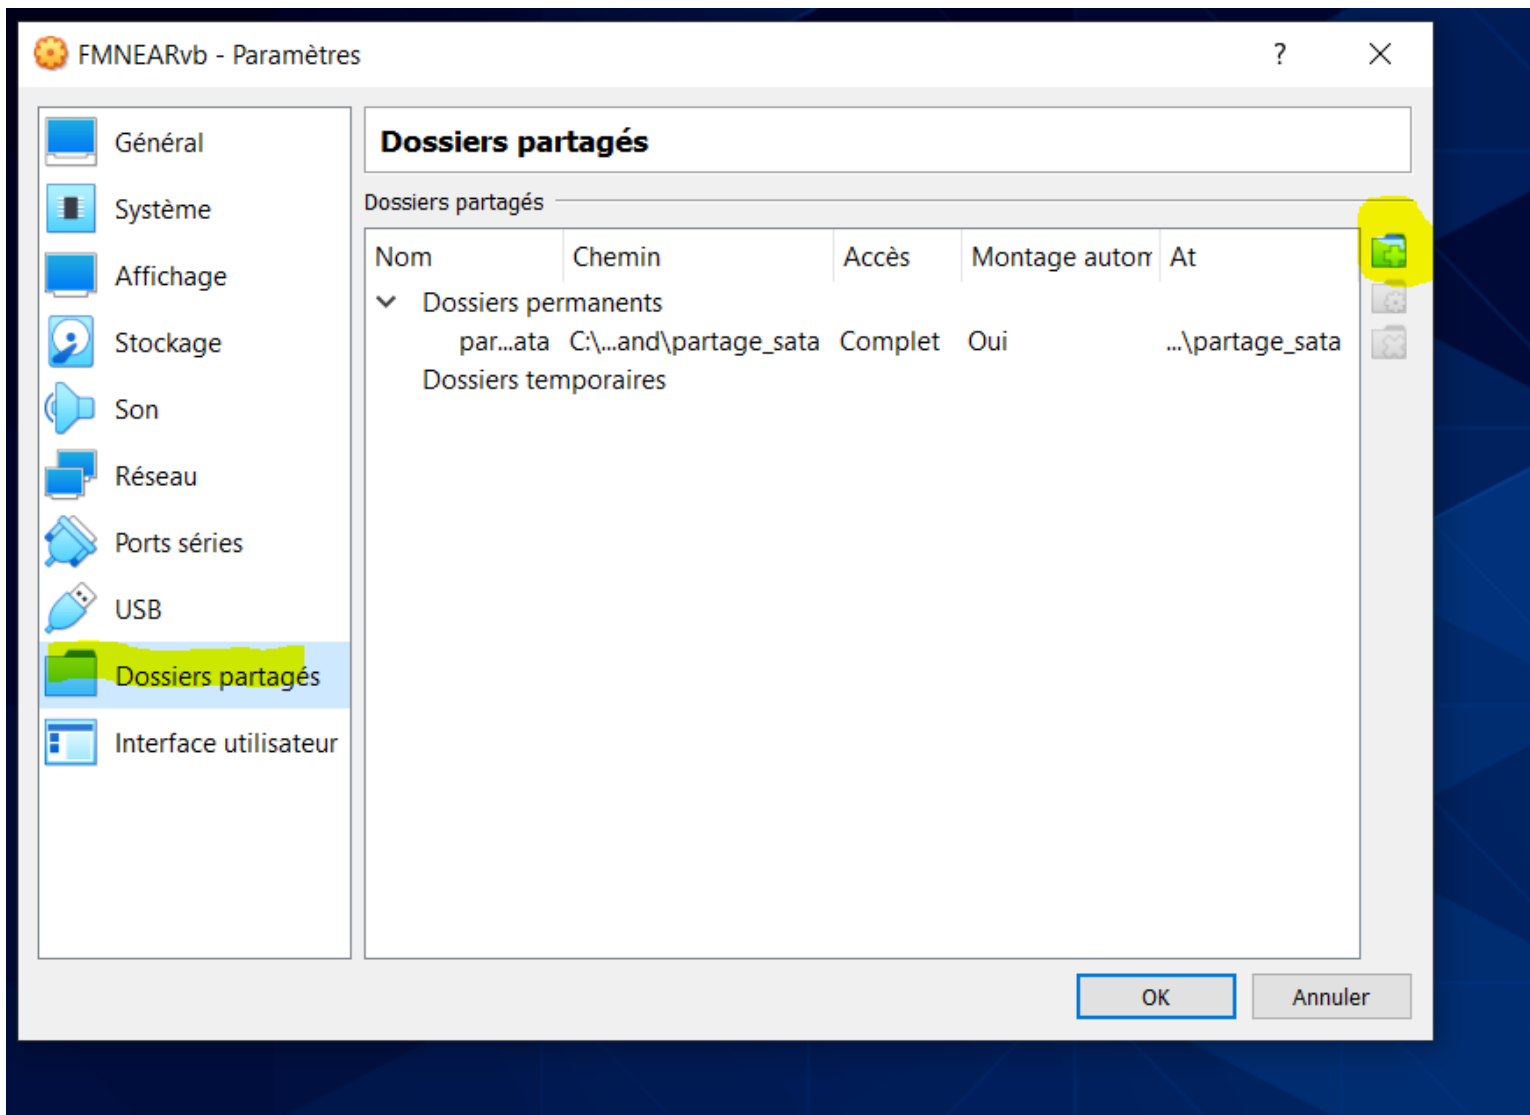 FMNEARvb - Paramètres
?
Général
Système
Affichage
Stockage
Son
Réseau
Ports séries
USB
Dossiers partagés
Interface utilisateur
Dossiers partagés
Dossiers partagés
Nom Chemin Accès Montage autom At
Dossiers permanents
par...ata C:\...and\partage_sata Complet Oui ...\partage_sata
Dossiers temporaires
OK Annuler